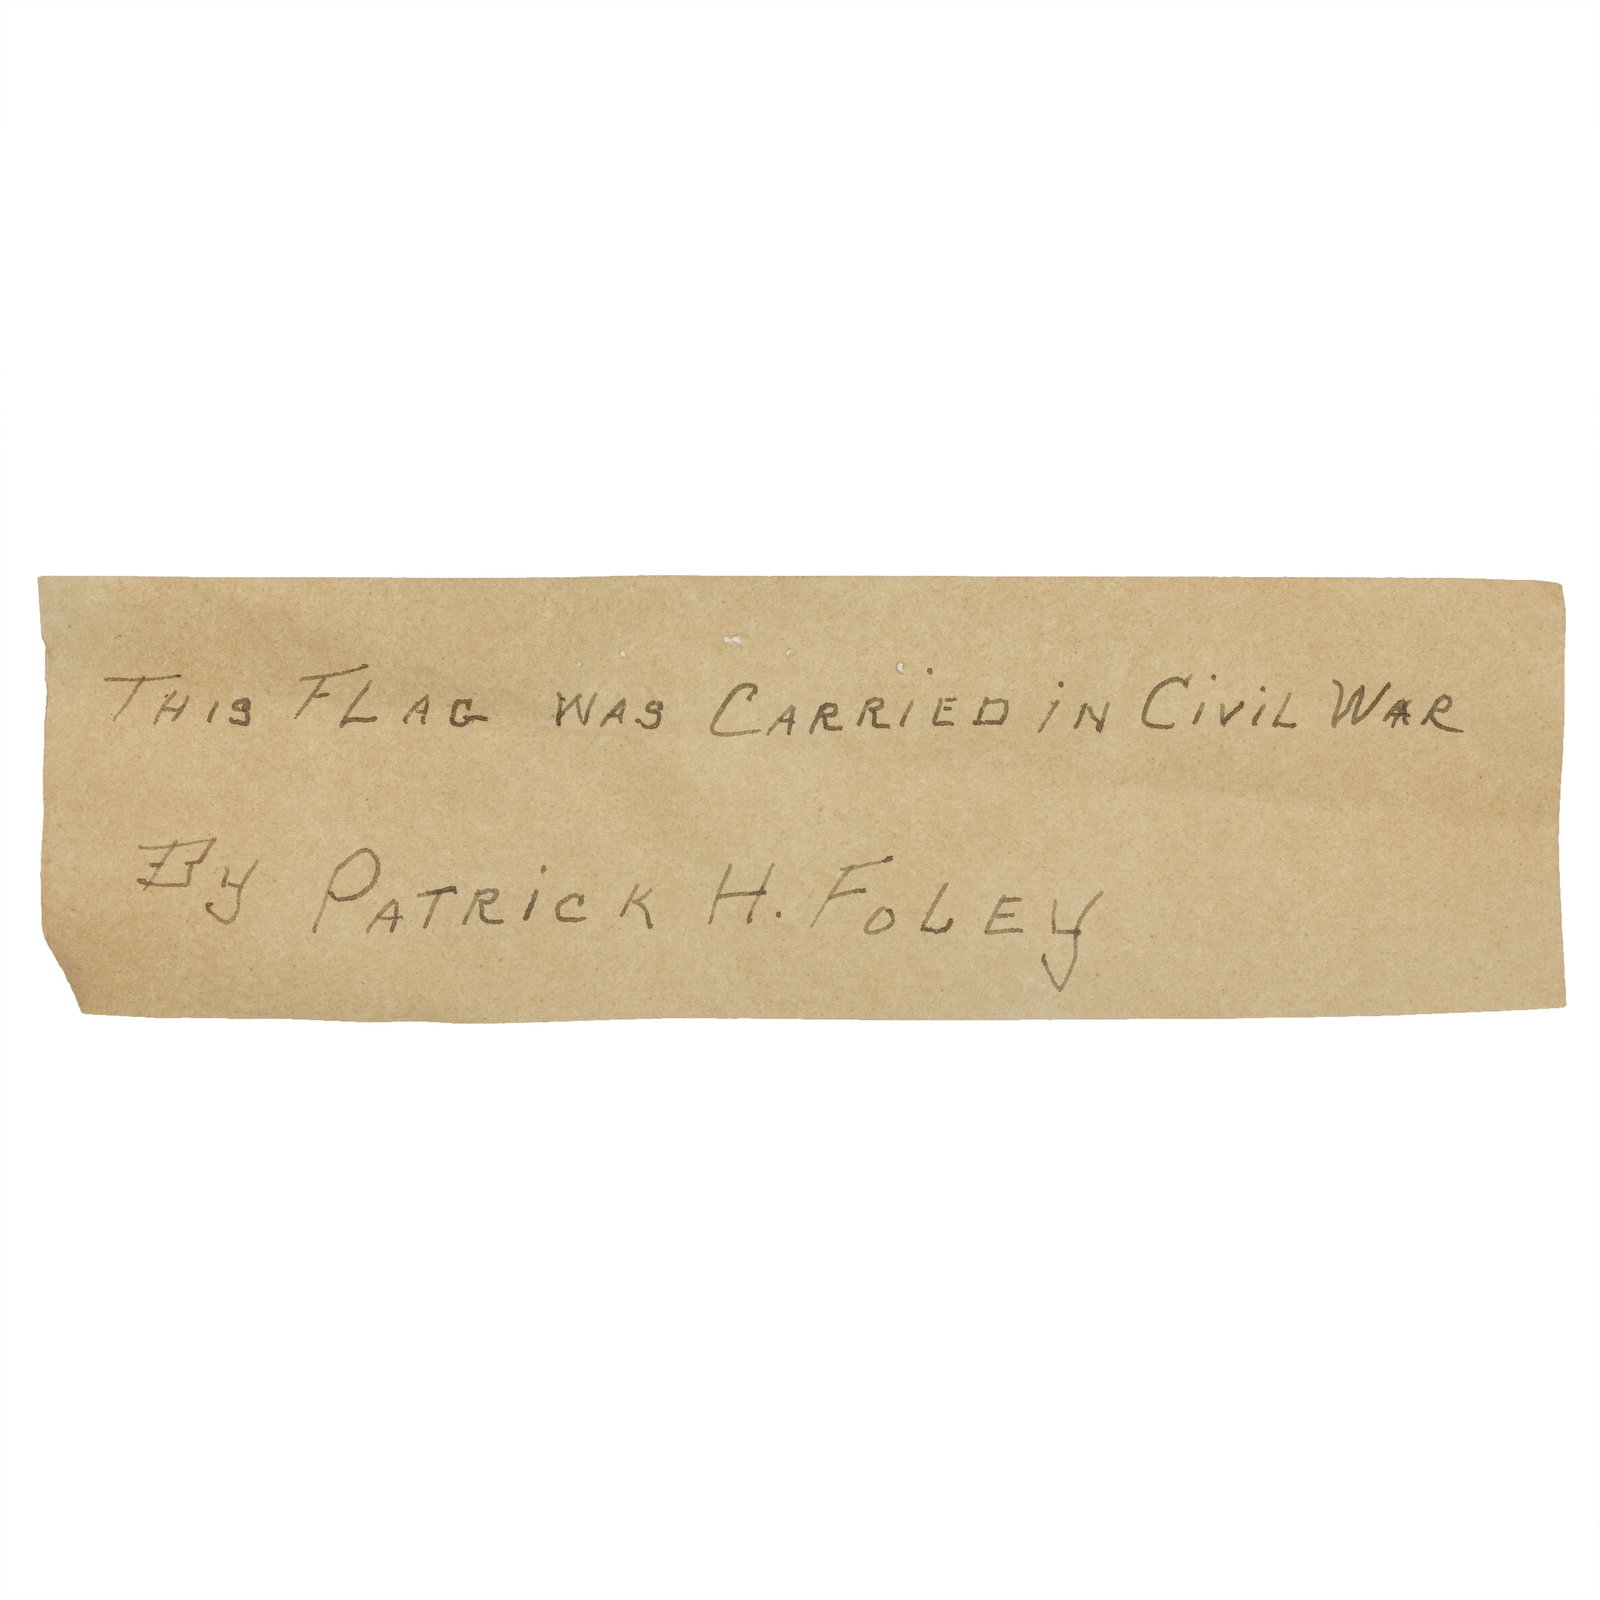 THIS FLAG WAS CARRIED IN CIVIL WAR
BY PATRICK H. FOLEY